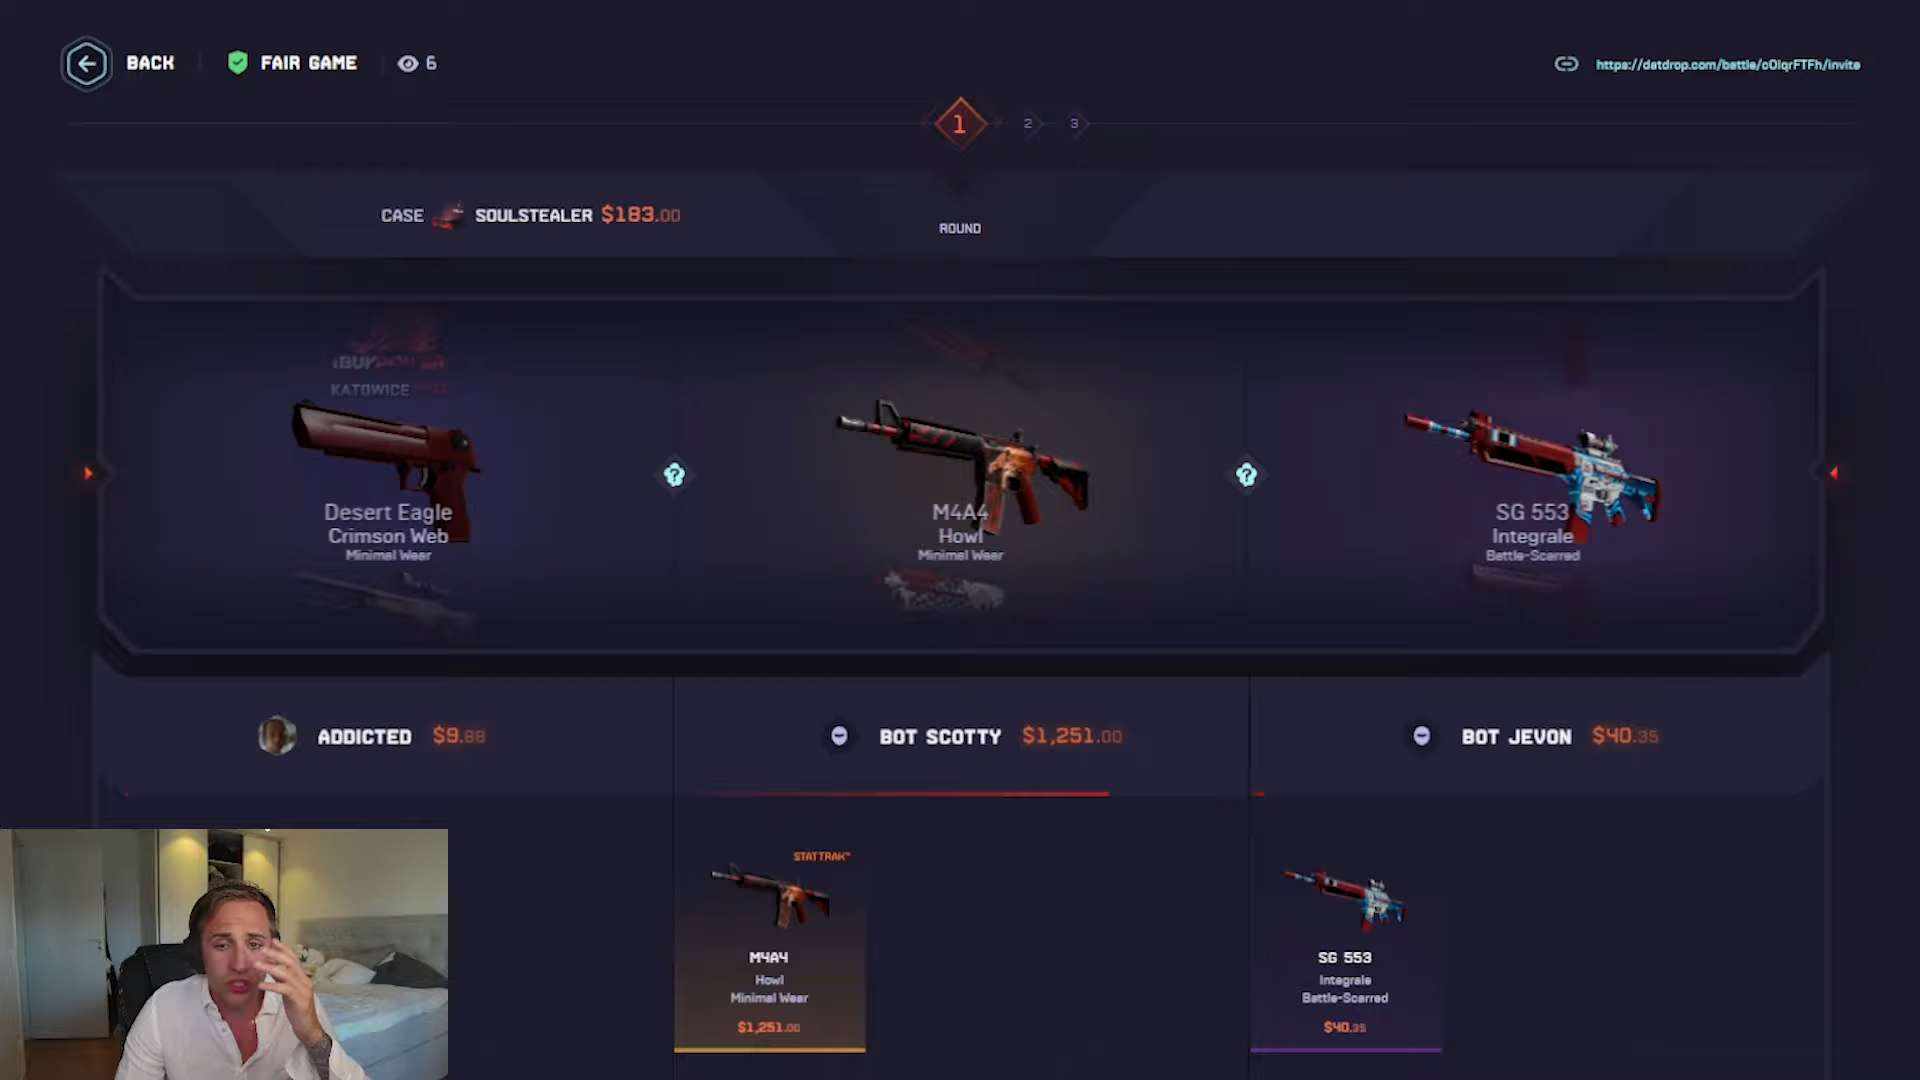 BACK
FAIR GAME
6
https://datdrop.com/battle/cOlqrFTFh/invite
1 2 3
CASE SOULSTEALER $183.00
ROUND
KATOWICE
Desert Eagle
Crimson Web
Minimal Wear
M4A4
Howl
Minimal Wear
SG 553
Integrale
Battle-Scarred
ADDICTED $9.88
BOT SCOTTY $1,251.00
BOT JEVON $40.35
STATTRAK™
M4A4
Howl
Minimal Wear
$1,251.00
SG 553
Integrale
Battle-Scarred
$40.35